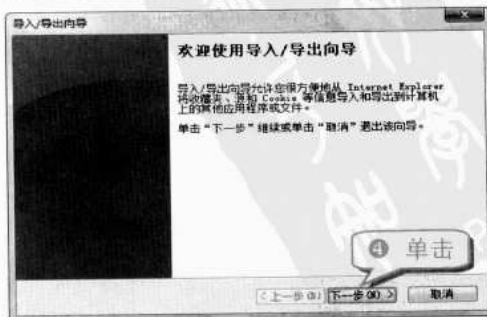 导入/导出向导
欢迎使用导入/导出向导
导入/导出向导允许您很方便地从 Internet Explorer
将收藏夹、源和 Cookie 等信息导入和导出到计算机
上的其他应用程序或文件。
单击“下一步”继续或单击“取消”退出该向导。
❹ 单击
<上一步(B) 下一步(N) > 取消